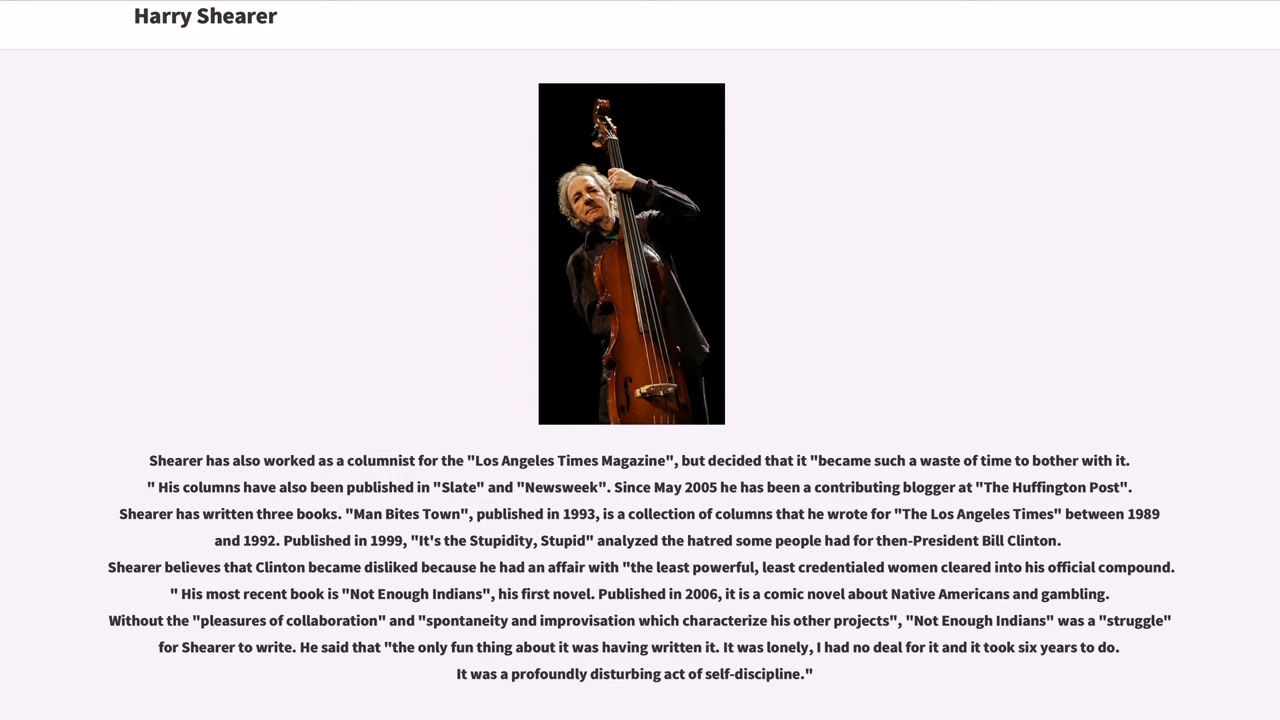 Harry Shearer
Shearer has also worked as a columnist for the "Los Angeles Times Magazine", but decided that it "became such a waste of time to bother with it.
" His columns have also been published in "Slate" and "Newsweek". Since May 2005 he has been a contributing blogger at "The Huffington Post".
Shearer has written three books. "Man Bites Town", published in 1993, is a collection of columns that he wrote for "The Los Angeles Times" between 1989
and 1992. Published in 1999, "It's the Stupidity, Stupid" analyzed the hatred some people had for then-President Bill Clinton.
Shearer believes that Clinton became disliked because he had an affair with "the least powerful, least credentialed women cleared into his official compound.
" His most recent book is "Not Enough Indians", his first novel. Published in 2006, it is a comic novel about Native Americans and gambling.
Without the "pleasures of collaboration" and "spontaneity and improvisation which characterize his other projects", "Not Enough Indians" was a "struggle"
for Shearer to write. He said that "the only fun thing about it was having written it. It was lonely, I had no deal for it and it took six years to do.
It was a profoundly disturbing act of self-discipline."